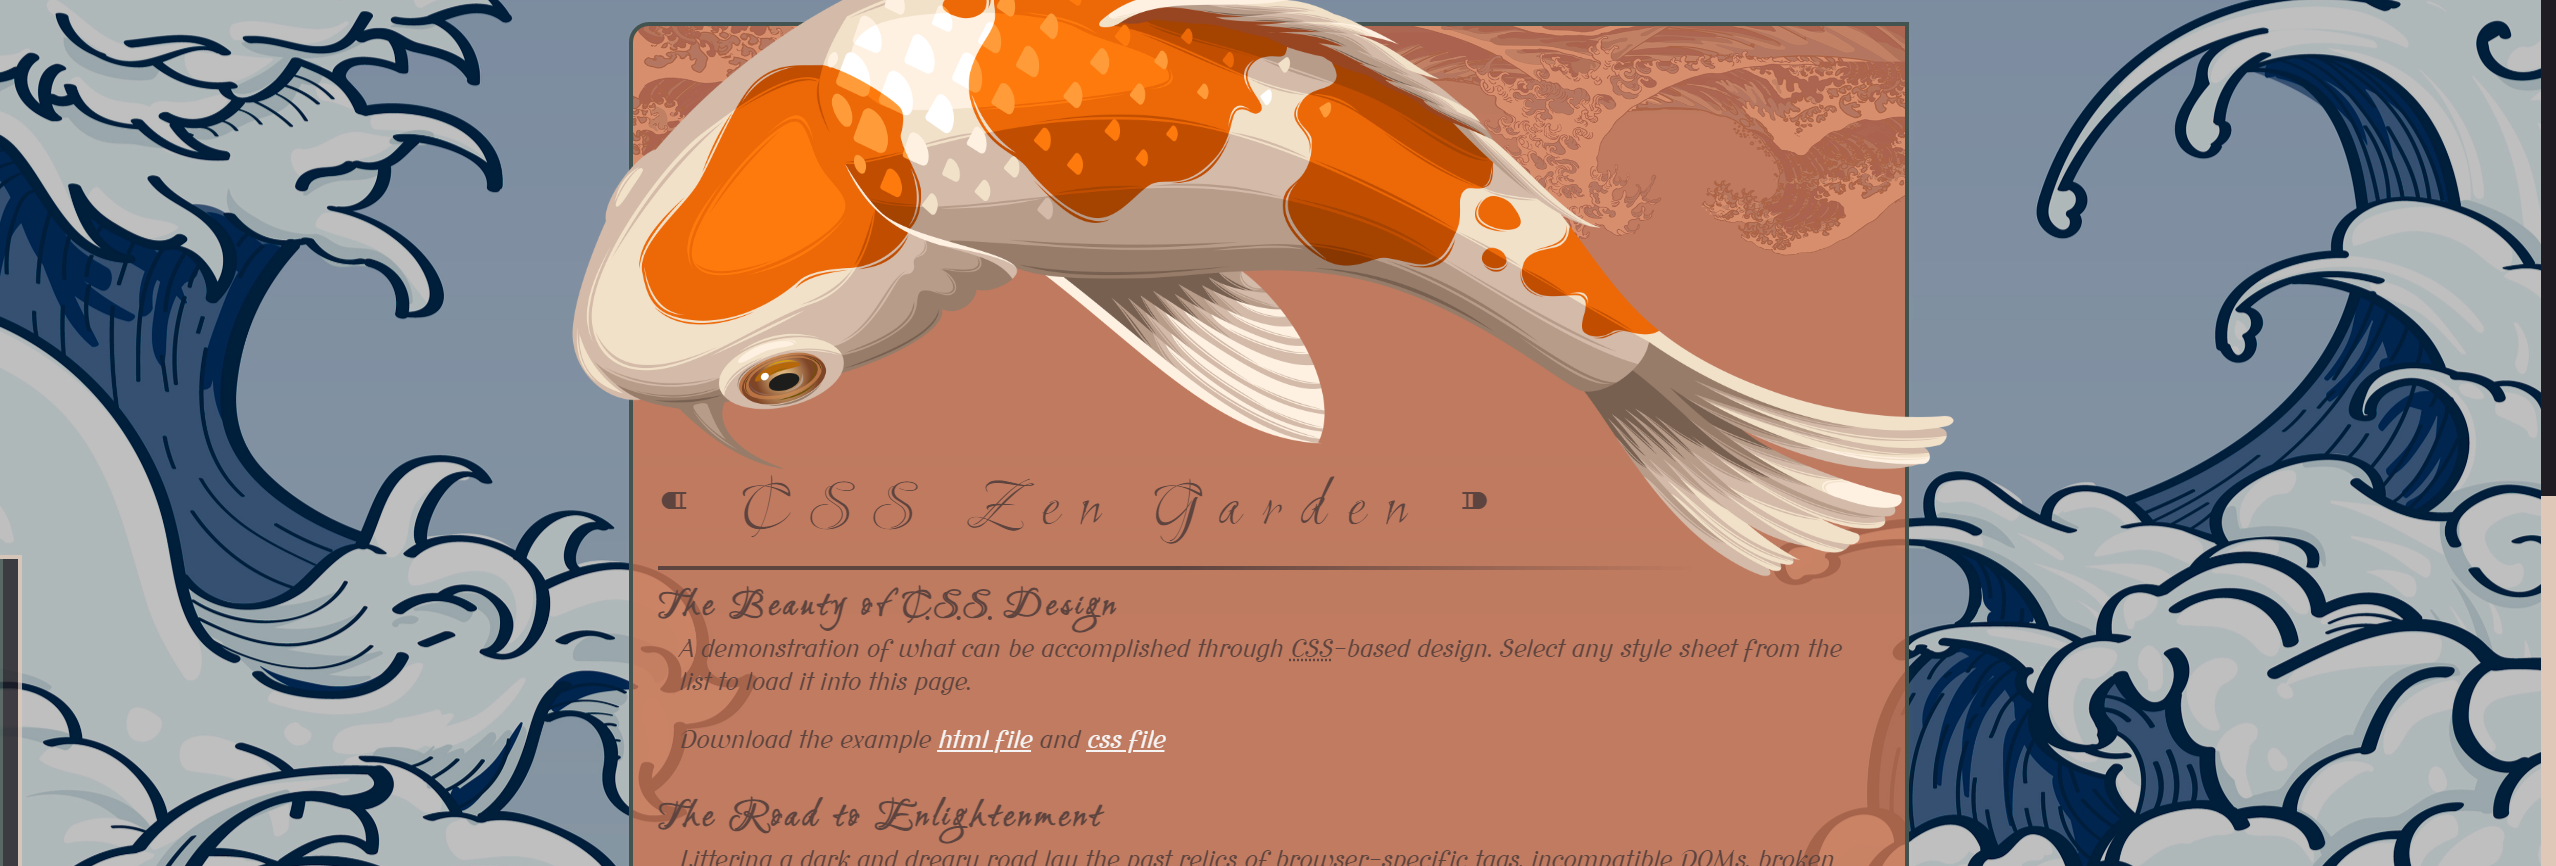 CSS Zen Garden
The Beauty of C.S.S. Design
A demonstration of what can be accomplished through CSS-based design. Select any style sheet from the
list to load it into this page.
Download the example html file and css file
The Road to Enlightenment
Littering a dark and dreary road lay the past relics of browser-specific tags, incompatible DOMs, broken